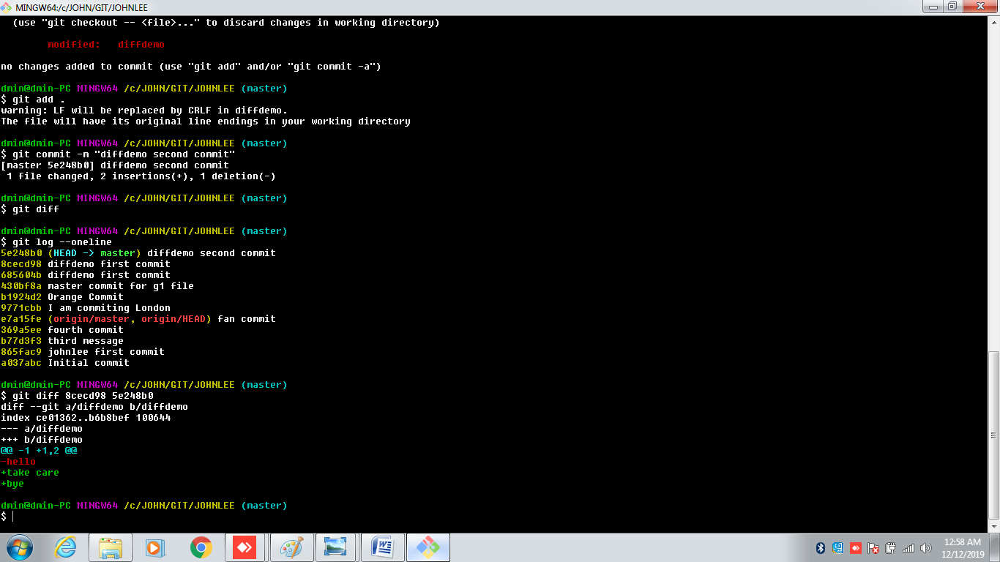 MINGW64:/c/JOHN/GIT/JOHNLEE
  (use "git checkout -- <file>..." to discard changes in working directory)
        modified:   diffdemo
no changes added to commit (use "git add" and/or "git commit -a")
dmin@dmin-PC MINGW64 /c/JOHN/GIT/JOHNLEE (master)
$ git add .
warning: LF will be replaced by CRLF in diffdemo.
The file will have its original line endings in your working directory
dmin@dmin-PC MINGW64 /c/JOHN/GIT/JOHNLEE (master)
$ git commit -m "diffdemo second commit"
[master 5e248b0] diffdemo second commit
 1 file changed, 2 insertions(+), 1 deletion(-)
dmin@dmin-PC MINGW64 /c/JOHN/GIT/JOHNLEE (master)
$ git diff
dmin@dmin-PC MINGW64 /c/JOHN/GIT/JOHNLEE (master)
$ git log --oneline
5e248b0 (HEAD -> master) diffdemo second commit
8cecd98 diffdemo first commit
685604b diffdemo first commit
430bf8a master commit for g1 file
b1924d2 Orange Commit
9771cbb I am commiting London
e7a15fe (origin/master, origin/HEAD) fan commit
369a5ee fourth commit
b77d3f3 third message
865fac9 johnlee first commit
a037abc Initial commit
dmin@dmin-PC MINGW64 /c/JOHN/GIT/JOHNLEE (master)
$ git diff 8cecd98 5e248b0
diff --git a/diffdemo b/diffdemo
index ce01362..b6b8bef 100644
--- a/diffdemo
+++ b/diffdemo
@@ -1 +1,2 @@
-hello
+take care
+bye
dmin@dmin-PC MINGW64 /c/JOHN/GIT/JOHNLEE (master)
$
12:58 AM
12/12/2019